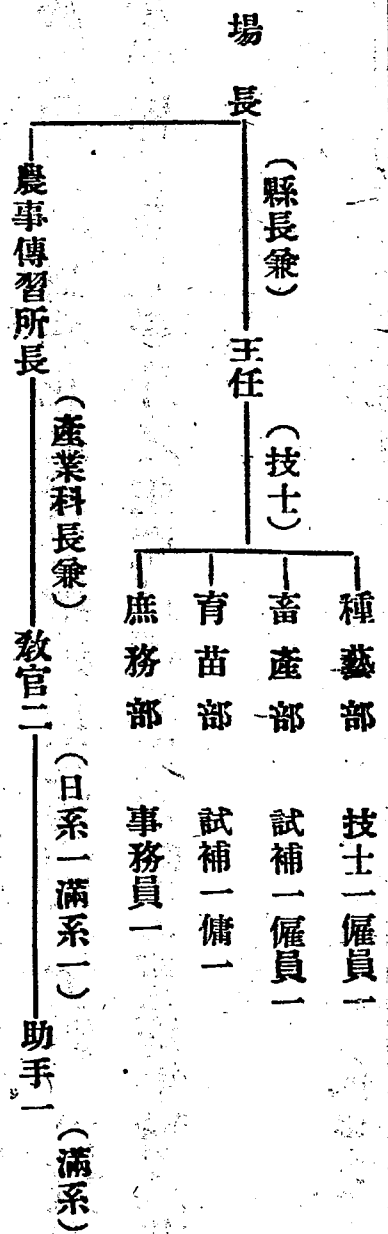 場長
(縣長兼)
主任
(技士)
種藝部 技士一雇員一
畜產部 試補一雇員一
育苗部 試補一傭一
庶務部 事務員一
農事傳習所長
(產業科長兼)
教官二
(日系一滿系一)
助手一
(滿系)